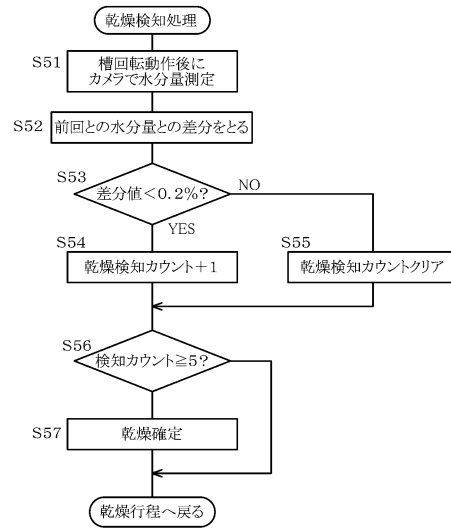 乾燥検知処理
S51
槽回転動作後に
カメラで水分量測定
S52
前回との水分量との差分をとる
S53
差分値<0.2%?
NO
YES
S54
乾燥検知カウント+1
S55
乾燥検知カウントクリア
S56
検知カウント≧5?
S57
乾燥確定
乾燥行程へ戻る